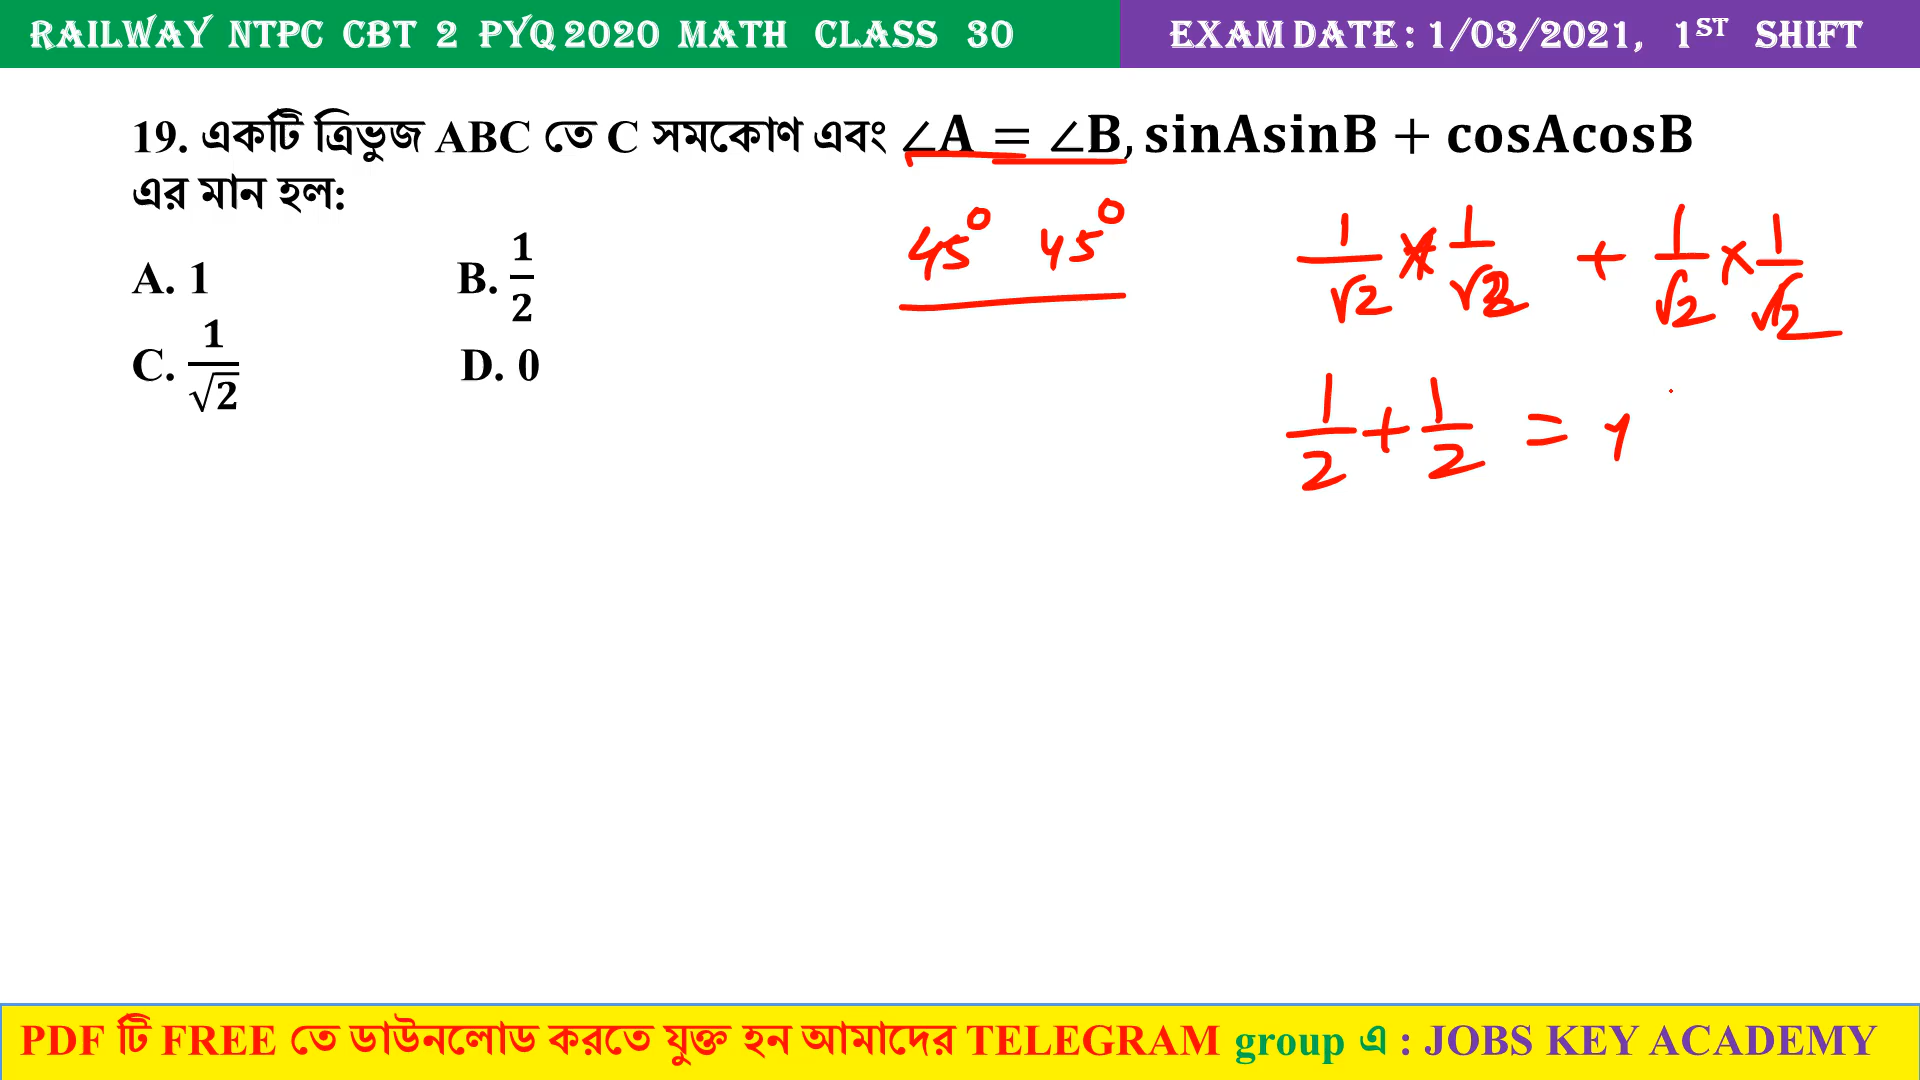 RAILWAY NTPC CBT 2 PYQ 2020 MATH CLASS 30
EXAM DATE : 1/03/2021, 1ST SHIFT
19. একটি ত্রিভুজ ABC তে C সমকোণ এবং ∠A = ∠B, sinAsinB + cosAcosB
এর মান হল:
A. 1 B. 1/2
C. 1/√2 D. 0
45° 45°
1/√2 × 1/√2 + 1/√2 × 1/√2
1/2 + 1/2 = 1
PDF টি FREE তে ডাউনলোড করতে যুক্ত হন আমাদের TELEGRAM group এ : JOBS KEY ACADEMY